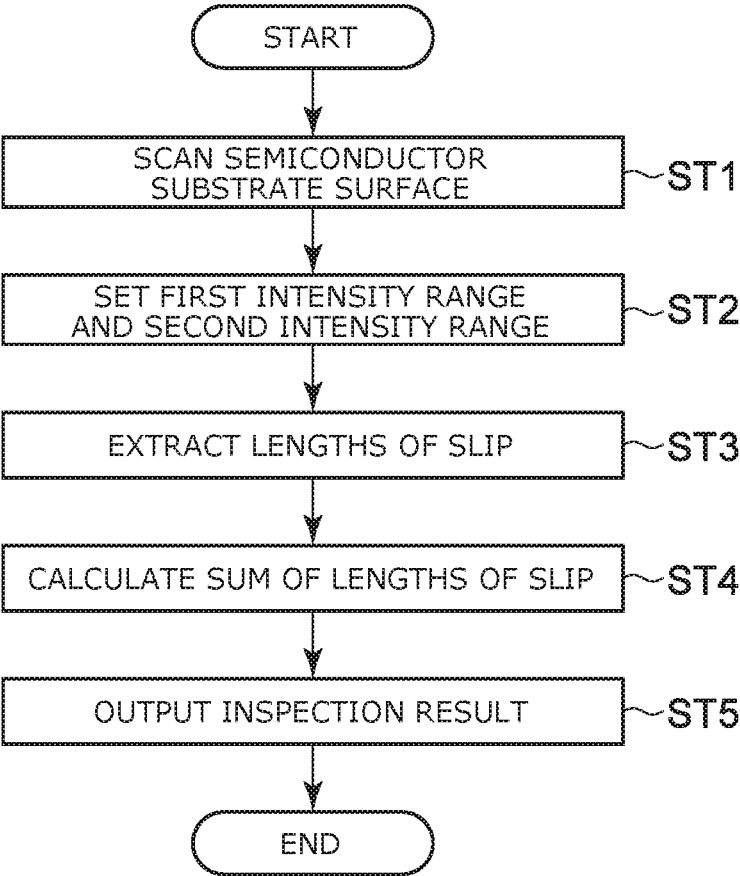 START
SCAN SEMICONDUCTOR
SUBSTRATE SURFACE
ST1
SET FIRST INTENSITY RANGE
AND SECOND INTENSITY RANGE
ST2
EXTRACT LENGTHS OF SLIP
ST3
CALCULATE SUM OF LENGTHS OF SLIP
ST4
OUTPUT INSPECTION RESULT
ST5
END